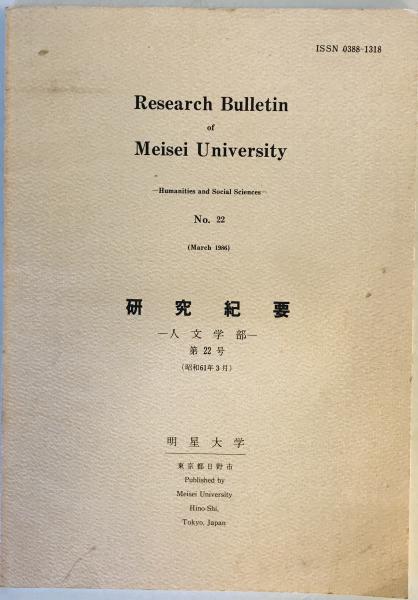 ISSN 0388-1318
Research Bulletin
of
Meisei University
—Humanities and Social Sciences—
No. 22
(March 1986)
研究紀要
—人文学部—
第22号
(昭和61年3月)
明星大学
東京都日野市
Published by
Meisei University
Hino-Shi,
Tokyo, Japan